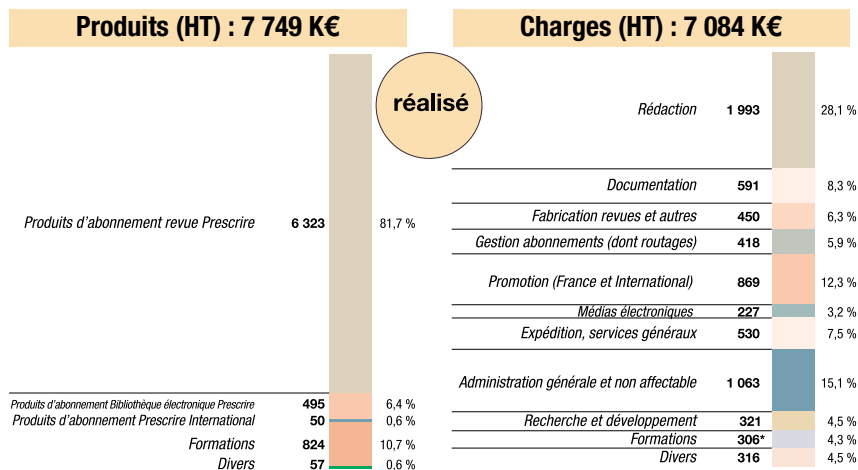 Produits (HT) : 7 749 K€
réalisé
Produits d'abonnement revue Prescrire 6 323 81,7 %
Produits d'abonnement Bibliothèque électronique Prescrire 495 6,4 %
Produits d'abonnement Prescrire International 50 0,6 %
Formations 824 10,7 %
Divers 57 0,6 %
Charges (HT) : 7 084 K€
Rédaction 1 993 28,1 %
Documentation 591 8,3 %
Fabrication revues et autres 450 6,3 %
Gestion abonnements (dont routages) 418 5,9 %
Promotion (France et International) 869 12,3 %
Médias électroniques 227 3,2 %
Expédition, services généraux 530 7,5 %
Administration générale et non affectable 1 063 15,1 %
Recherche et développement 321 4,5 %
Formations 306* 4,3 %
Divers 316 4,5 %